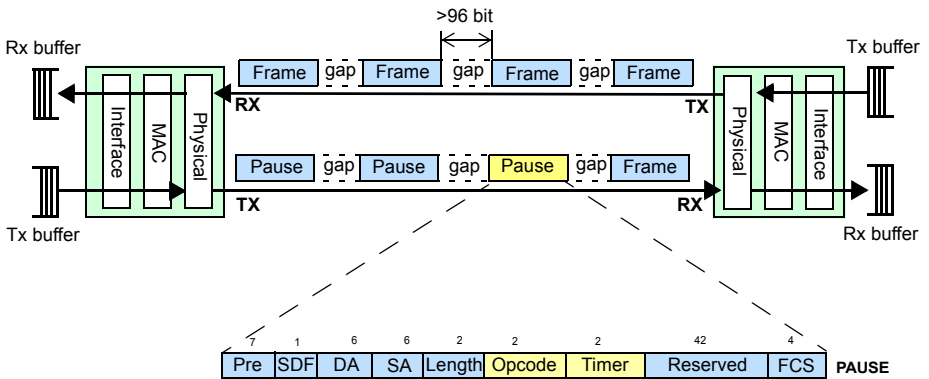 >96 bit
Rx buffer
Tx buffer
Frame gap Frame gap Frame gap Frame
RX
TX
Interface MAC Physical
Physical MAC Interface
Pause gap Pause gap Pause gap Frame
TX
RX
Tx buffer
Rx buffer
7 1 6 6 2 2 2 42 4
Pre SDF DA SA Length Opcode Timer Reserved FCS PAUSE